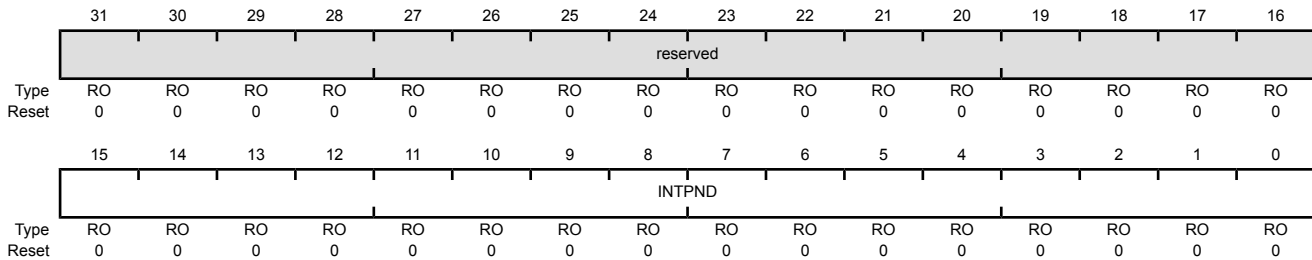 31 30 29 28 27 26 25 24 23 22 21 20 19 18 17 16
reserved
Type RO RO RO RO RO RO RO RO RO RO RO RO RO RO RO RO
Reset 0 0 0 0 0 0 0 0 0 0 0 0 0 0 0 0
15 14 13 12 11 10 9 8 7 6 5 4 3 2 1 0
INTPND
Type RO RO RO RO RO RO RO RO RO RO RO RO RO RO RO RO
Reset 0 0 0 0 0 0 0 0 0 0 0 0 0 0 0 0